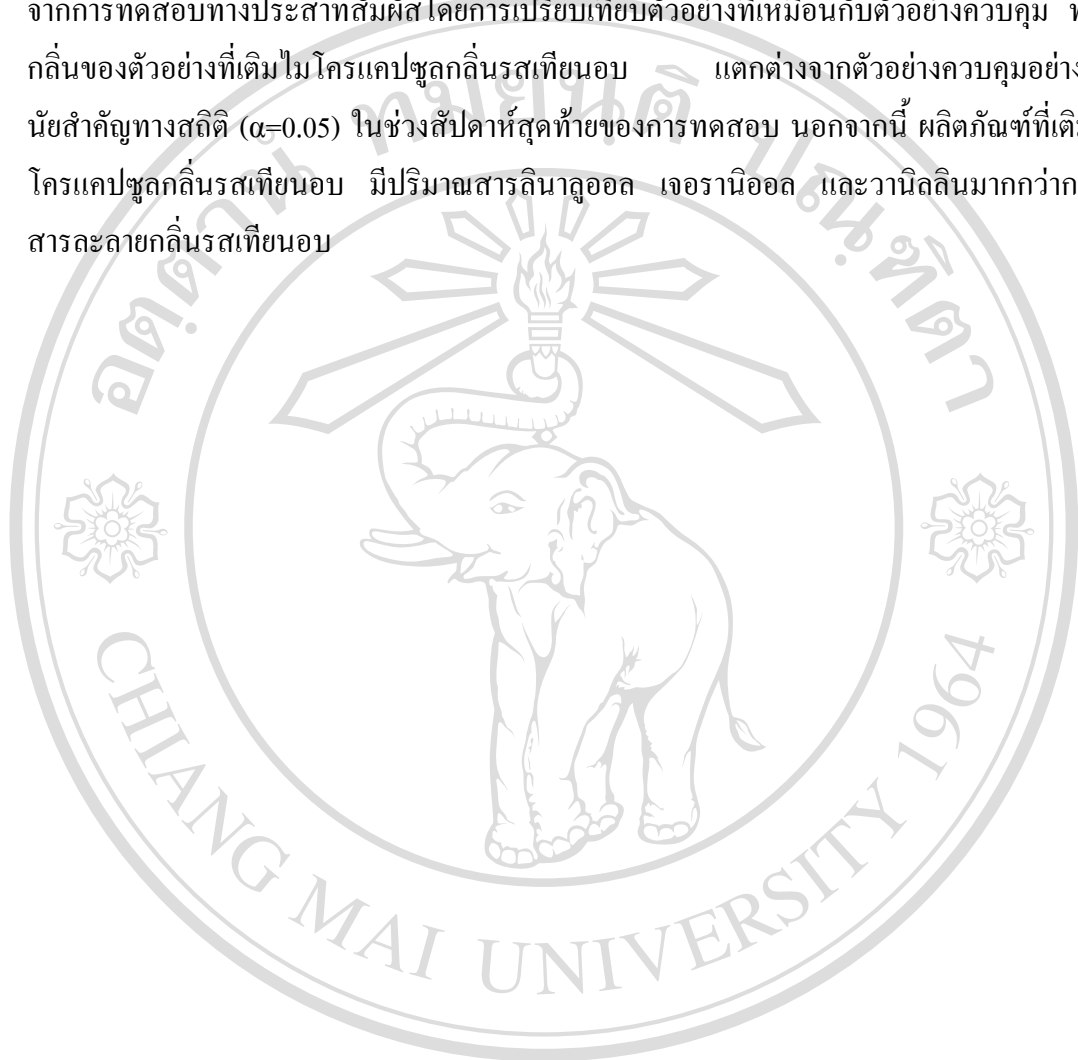 จากการทดสอบทางประสาทสัมผัสโดยการเปรียบเทียบตัวอย่างที่เหมือนกับตัวอย่างควบคุม
กลิ่นของตัวอย่างที่เติมไมโครแคปซูลกลิ่นรสเทียนอบ แตกต่างจากตัวอย่างควบคุมอย่าง
นัยสำคัญทางสถิติ (α=0.05) ในช่วงสัปดาห์สุดท้ายของการทดสอบ นอกจากนี้ ผลิตภัณฑ์ที่เติม
โครแคปซูลกลิ่นรสเทียนอบ มีปริมาณสารลินาลูออล เจอรานิออล และวานิลลินมากกว่า
สารละลายกลิ่นรสเทียนอบ
CHIANG MAI UNIVERSITY 1964